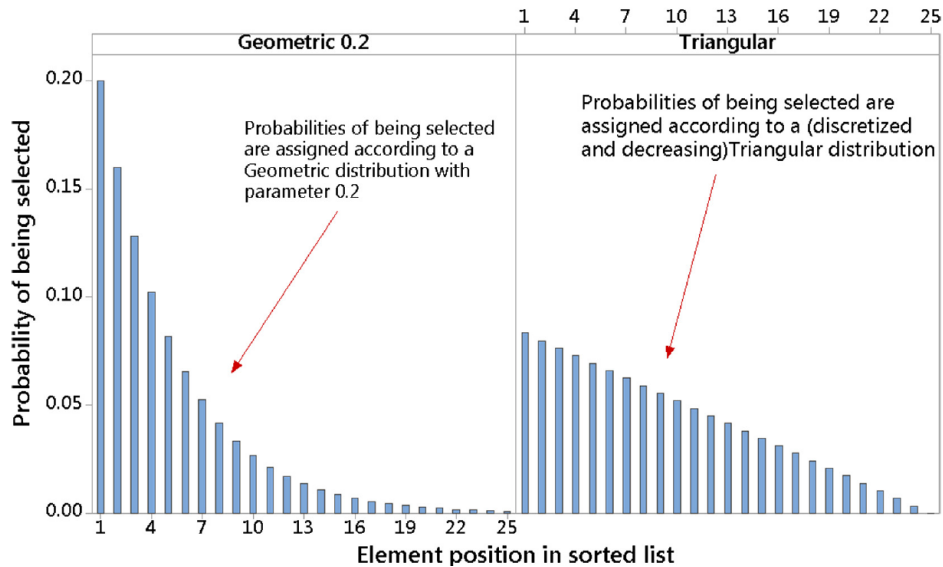 1 4 7 10 13 16 19 22 25
Geometric 0.2 Triangular
0.20
0.15
0.10
0.05
0.00
Probability of being selected
Probabilities of being selected
are assigned according to a
Geometric distribution with
parameter 0.2
Probabilities of being selected are
assigned according to a (discretized
and decreasing)Triangular distribution
1 4 7 10 13 16 19 22 25
Element position in sorted list